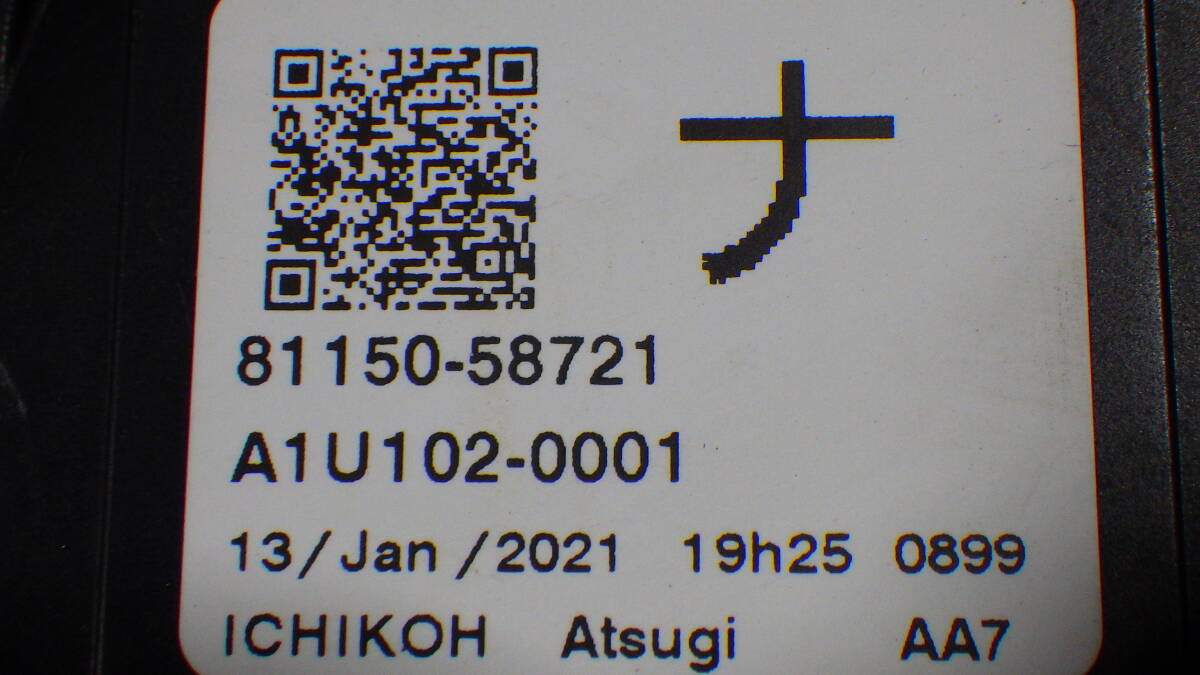 ナ
81150-58721
A1U102-0001
13/Jan/2021 19h25 0899
ICHIKOH Atsugi AA7